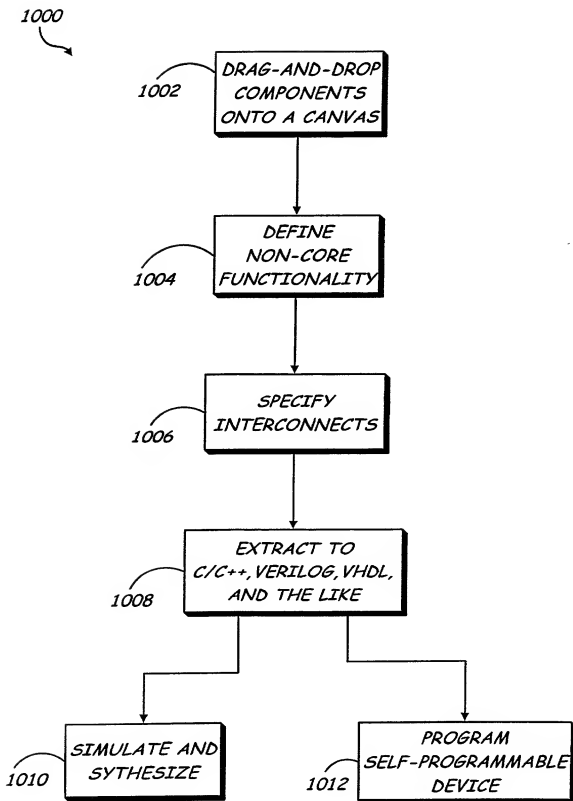 1000
1002
DRAG-AND-DROP
COMPONENTS
ONTO A CANVAS
1004
DEFINE
NON-CORE
FUNCTIONALITY
1006
SPECIFY
INTERCONNECTS
1008
EXTRACT TO
C/C++, VERILOG, VHDL,
AND THE LIKE
1010
SIMULATE AND
SYTHESIZE
1012
PROGRAM
SELF-PROGRAMMABLE
DEVICE